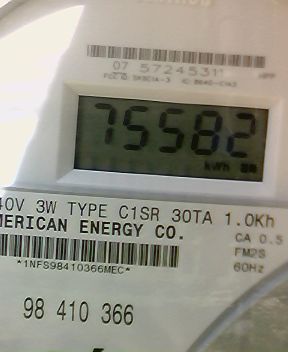 07 57245311
75582
kWh
40V 3W TYPE C1SR 30TA 1.0Kh
MERICAN ENERGY CO.
CA 0.5
FM2S
*1NFS98410366MEC*
60Hz
98 410 366